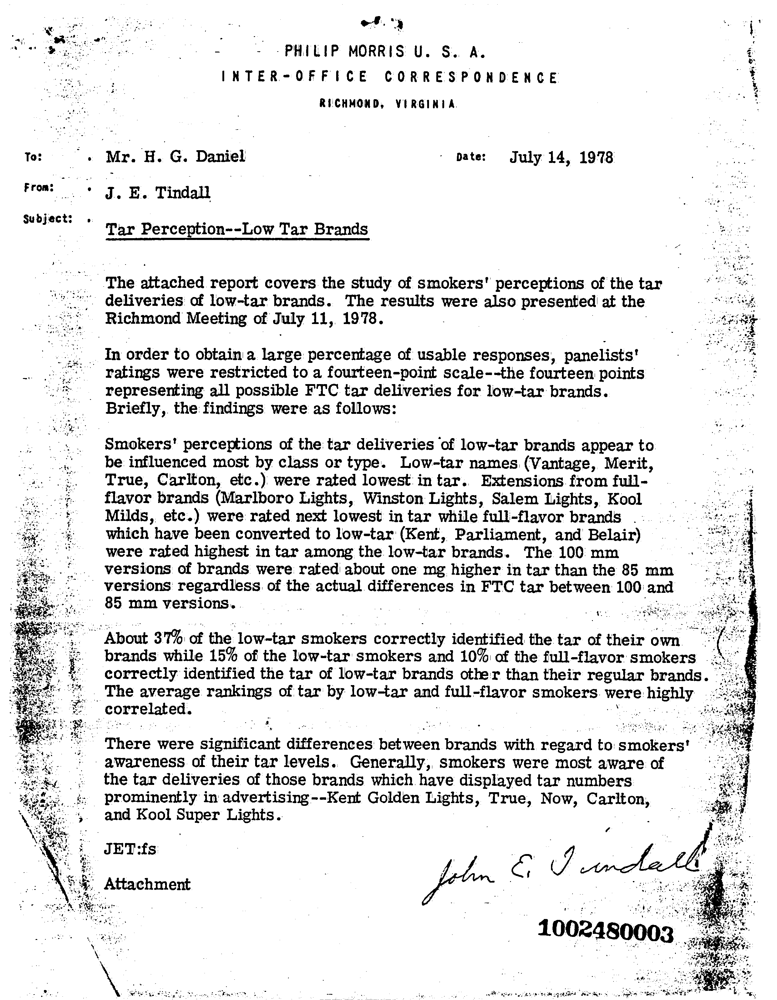 PHILIP MORRIS U. S. A.
INTER-OFFICE CORRESPONDENCE
RICHMOND, VIRGINIA
To: . Mr. H. G. Daniel Date: July 14, 1978
From: . J. E. Tindall
Subject: .
Tar Perception--Low Tar Brands
The attached report covers the study of smokers' perceptions of the tar
deliveries of low-tar brands. The results were also presented at the
Richmond Meeting of July 11, 1978.
In order to obtain a large percentage of usable responses, panelists'
ratings were restricted to a fourteen-point scale--the fourteen points
representing all possible FTC tar deliveries for low-tar brands.
Briefly, the findings were as follows:
Smokers' perceptions of the tar deliveries of low-tar brands appear to
be influenced most by class or type. Low-tar names (Vantage, Merit,
True, Carlton, etc.) were rated lowest in tar. Extensions from full-
flavor brands (Marlboro Lights, Winston Lights, Salem Lights, Kool
Milds, etc.) were rated next lowest in tar while full-flavor brands
which have been converted to low-tar (Kent, Parliament, and Belair)
were rated highest in tar among the low-tar brands. The 100 mm
versions of brands were rated about one mg higher in tar than the 85 mm
versions regardless of the actual differences in FTC tar between 100 and
85 mm versions.
About 37% of the low-tar smokers correctly identified the tar of their own
brands while 15% of the low-tar smokers and 10% of the full-flavor smokers
correctly identified the tar of low-tar brands other than their regular brands.
The average rankings of tar by low-tar and full-flavor smokers were highly
correlated.
There were significant differences between brands with regard to smokers'
awareness of their tar levels. Generally, smokers were most aware of
the tar deliveries of those brands which have displayed tar numbers
prominently in advertising--Kent Golden Lights, True, Now, Carlton,
and Kool Super Lights.
JET:fs
John E. Tindall
Attachment
1002480003